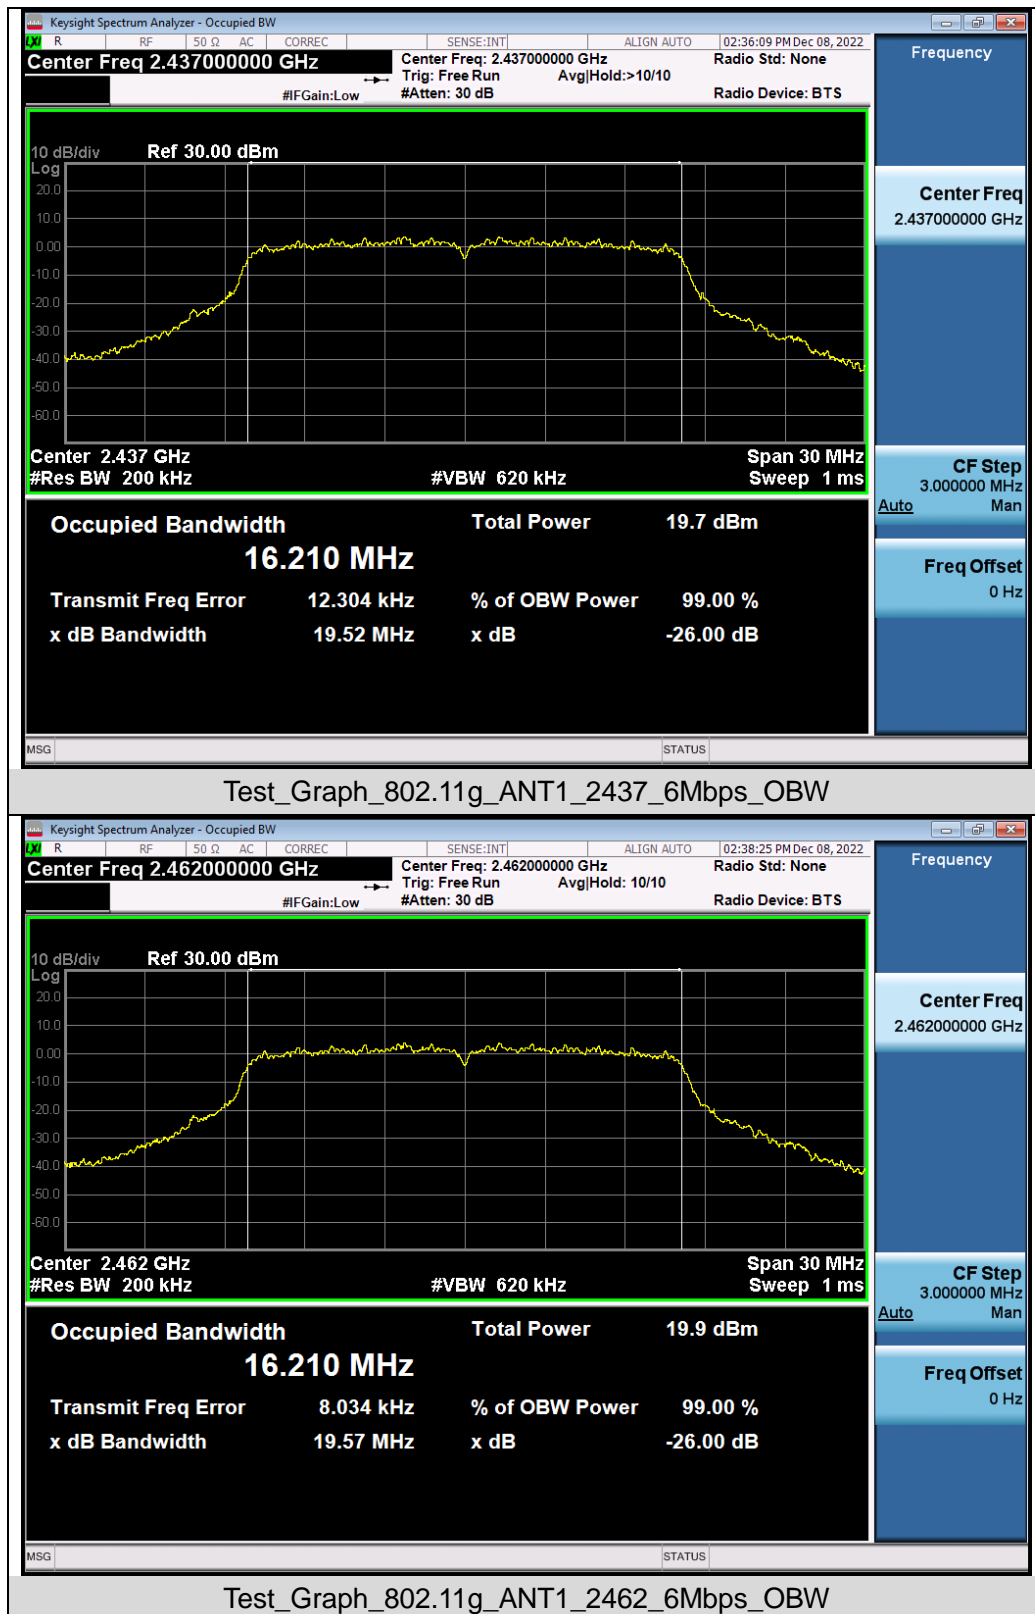 Keysight Spectrum Analyzer - Occupied BW
LXI R RF 50 Ω AC CORREC SENSE:INT ALIGN AUTO 02:36:09 PM Dec 08, 2022
Center Freq 2.437000000 GHz
Center Freq: 2.437000000 GHz
Radio Std: None
Trig: Free Run Avg|Hold:>10/10
#IFGain:Low
#Atten: 30 dB
Radio Device: BTS
Frequency
10 dB/div Ref 30.00 dBm
Log
20.0
10.0
0.00
-10.0
-20.0
-30.0
-40.0
-50.0
-60.0
Center Freq
2.437000000 GHz
Center 2.437 GHz Span 30 MHz
#Res BW 200 kHz #VBW 620 kHz Sweep 1 ms
CF Step
3.000000 MHz
Auto Man
Freq Offset
0 Hz
Occupied Bandwidth Total Power 19.7 dBm
16.210 MHz
Transmit Freq Error 12.304 kHz % of OBW Power 99.00 %
x dB Bandwidth 19.52 MHz x dB -26.00 dB
MSG STATUS
Test_Graph_802.11g_ANT1_2437_6Mbps_OBW
Keysight Spectrum Analyzer - Occupied BW
LXI R RF 50 Ω AC CORREC SENSE:INT ALIGN AUTO 02:38:25 PM Dec 08, 2022
Center Freq 2.462000000 GHz
Center Freq: 2.462000000 GHz
Radio Std: None
Trig: Free Run Avg|Hold: 10/10
#IFGain:Low
#Atten: 30 dB
Radio Device: BTS
Frequency
10 dB/div Ref 30.00 dBm
Log
20.0
10.0
0.00
-10.0
-20.0
-30.0
-40.0
-50.0
-60.0
Center Freq
2.462000000 GHz
Center 2.462 GHz Span 30 MHz
#Res BW 200 kHz #VBW 620 kHz Sweep 1 ms
CF Step
3.000000 MHz
Auto Man
Freq Offset
0 Hz
Occupied Bandwidth Total Power 19.9 dBm
16.210 MHz
Transmit Freq Error 8.034 kHz % of OBW Power 99.00 %
x dB Bandwidth 19.57 MHz x dB -26.00 dB
MSG STATUS
Test_Graph_802.11g_ANT1_2462_6Mbps_OBW